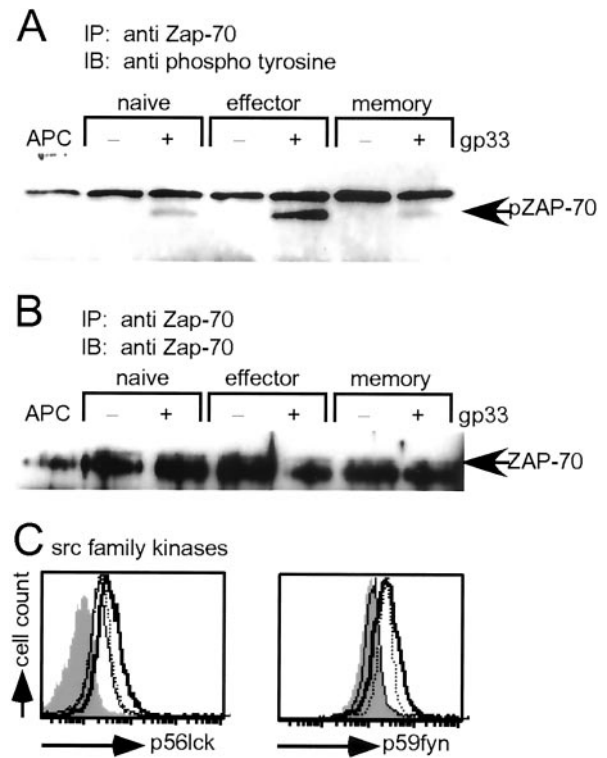 A
IP: anti Zap-70
IB: anti phospho tyrosine
naive effector memory
APC – + – + – + gp33
pZAP-70
B
IP: anti Zap-70
IB: anti Zap-70
naive effector memory
APC – + – + – + gp33
ZAP-70
C src family kinases
cell count
p56lck p59fyn